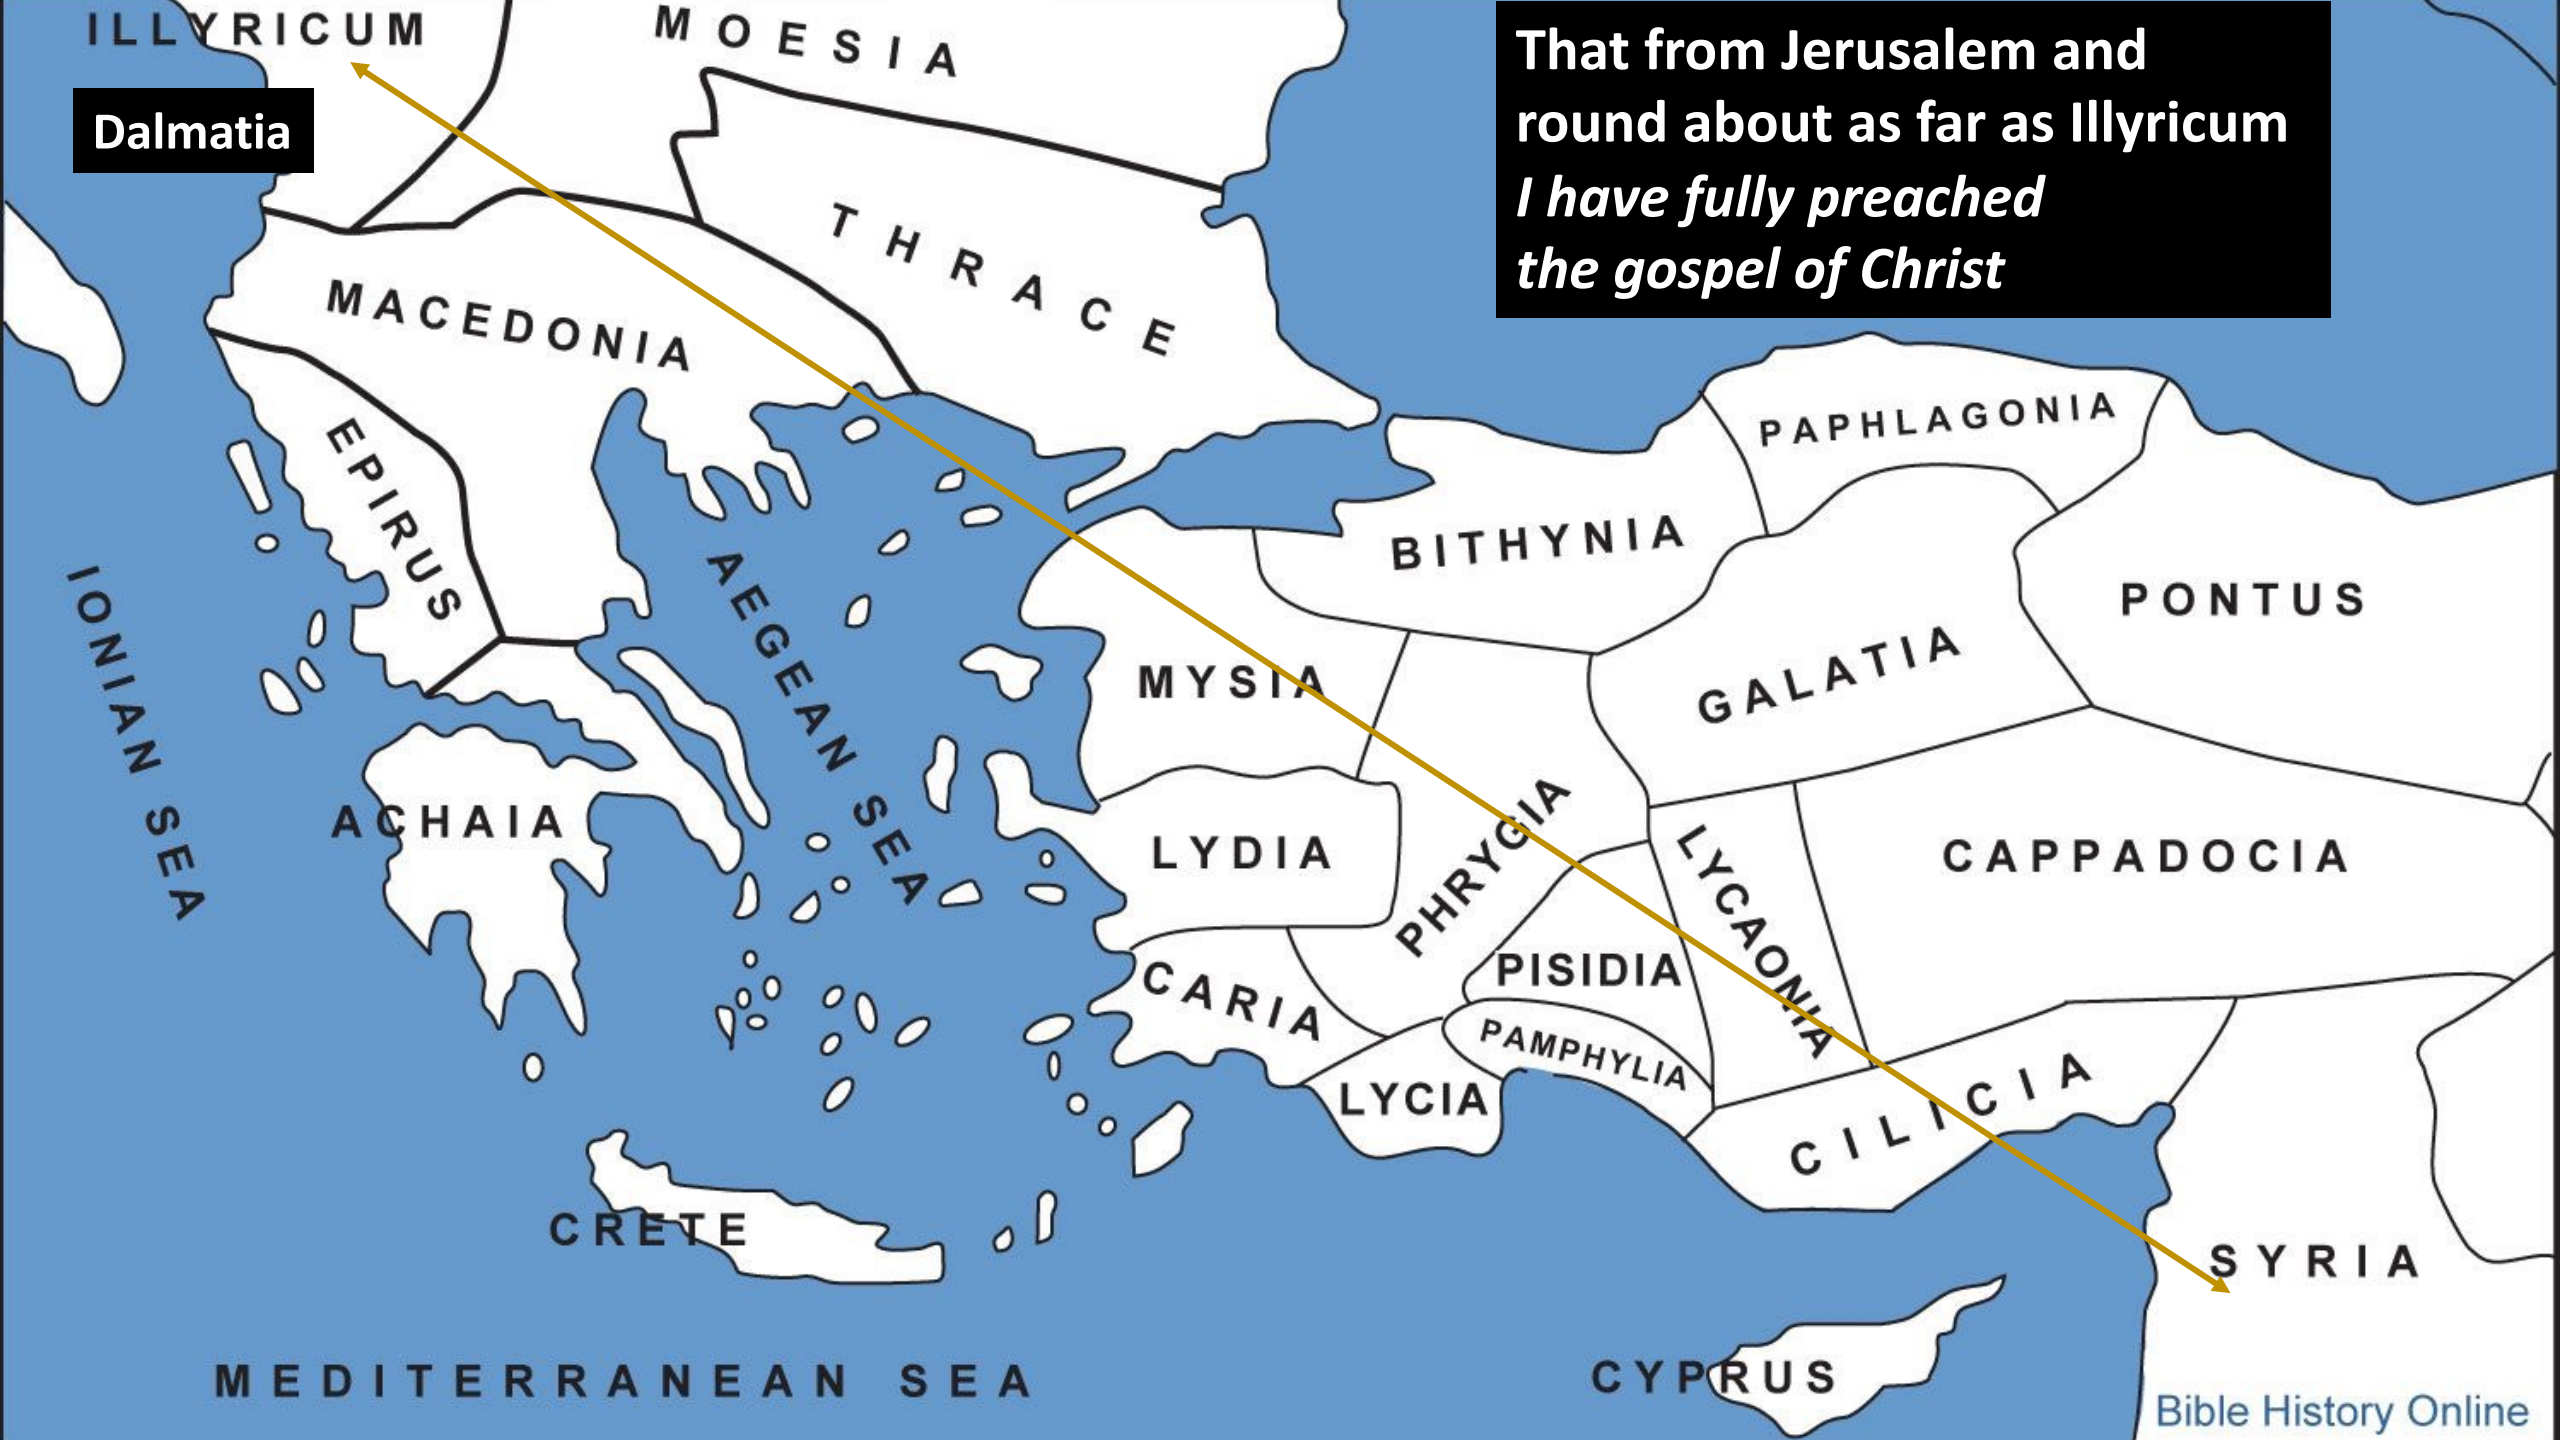 ILLYRICUM
MOESIA
That from Jerusalem and
round about as far as Illyricum
I have fully preached
the gospel of Christ
Dalmatia
THRACE
MACEDONIA
PAPHLAGONIA
EPIRUS
BITHYNIA
PONTUS
IONIAN SEA
AEGEAN SEA
MYSIA
GALATIA
ACHAIA
LYDIA
PHRYGIA
LYCAONIA
CAPPADOCIA
PISIDIA
CARIA
PAMPHYLIA
LYCIA
CILICIA
CRETE
SYRIA
MEDITERRANEAN SEA
CYPRUS
Bible History Online